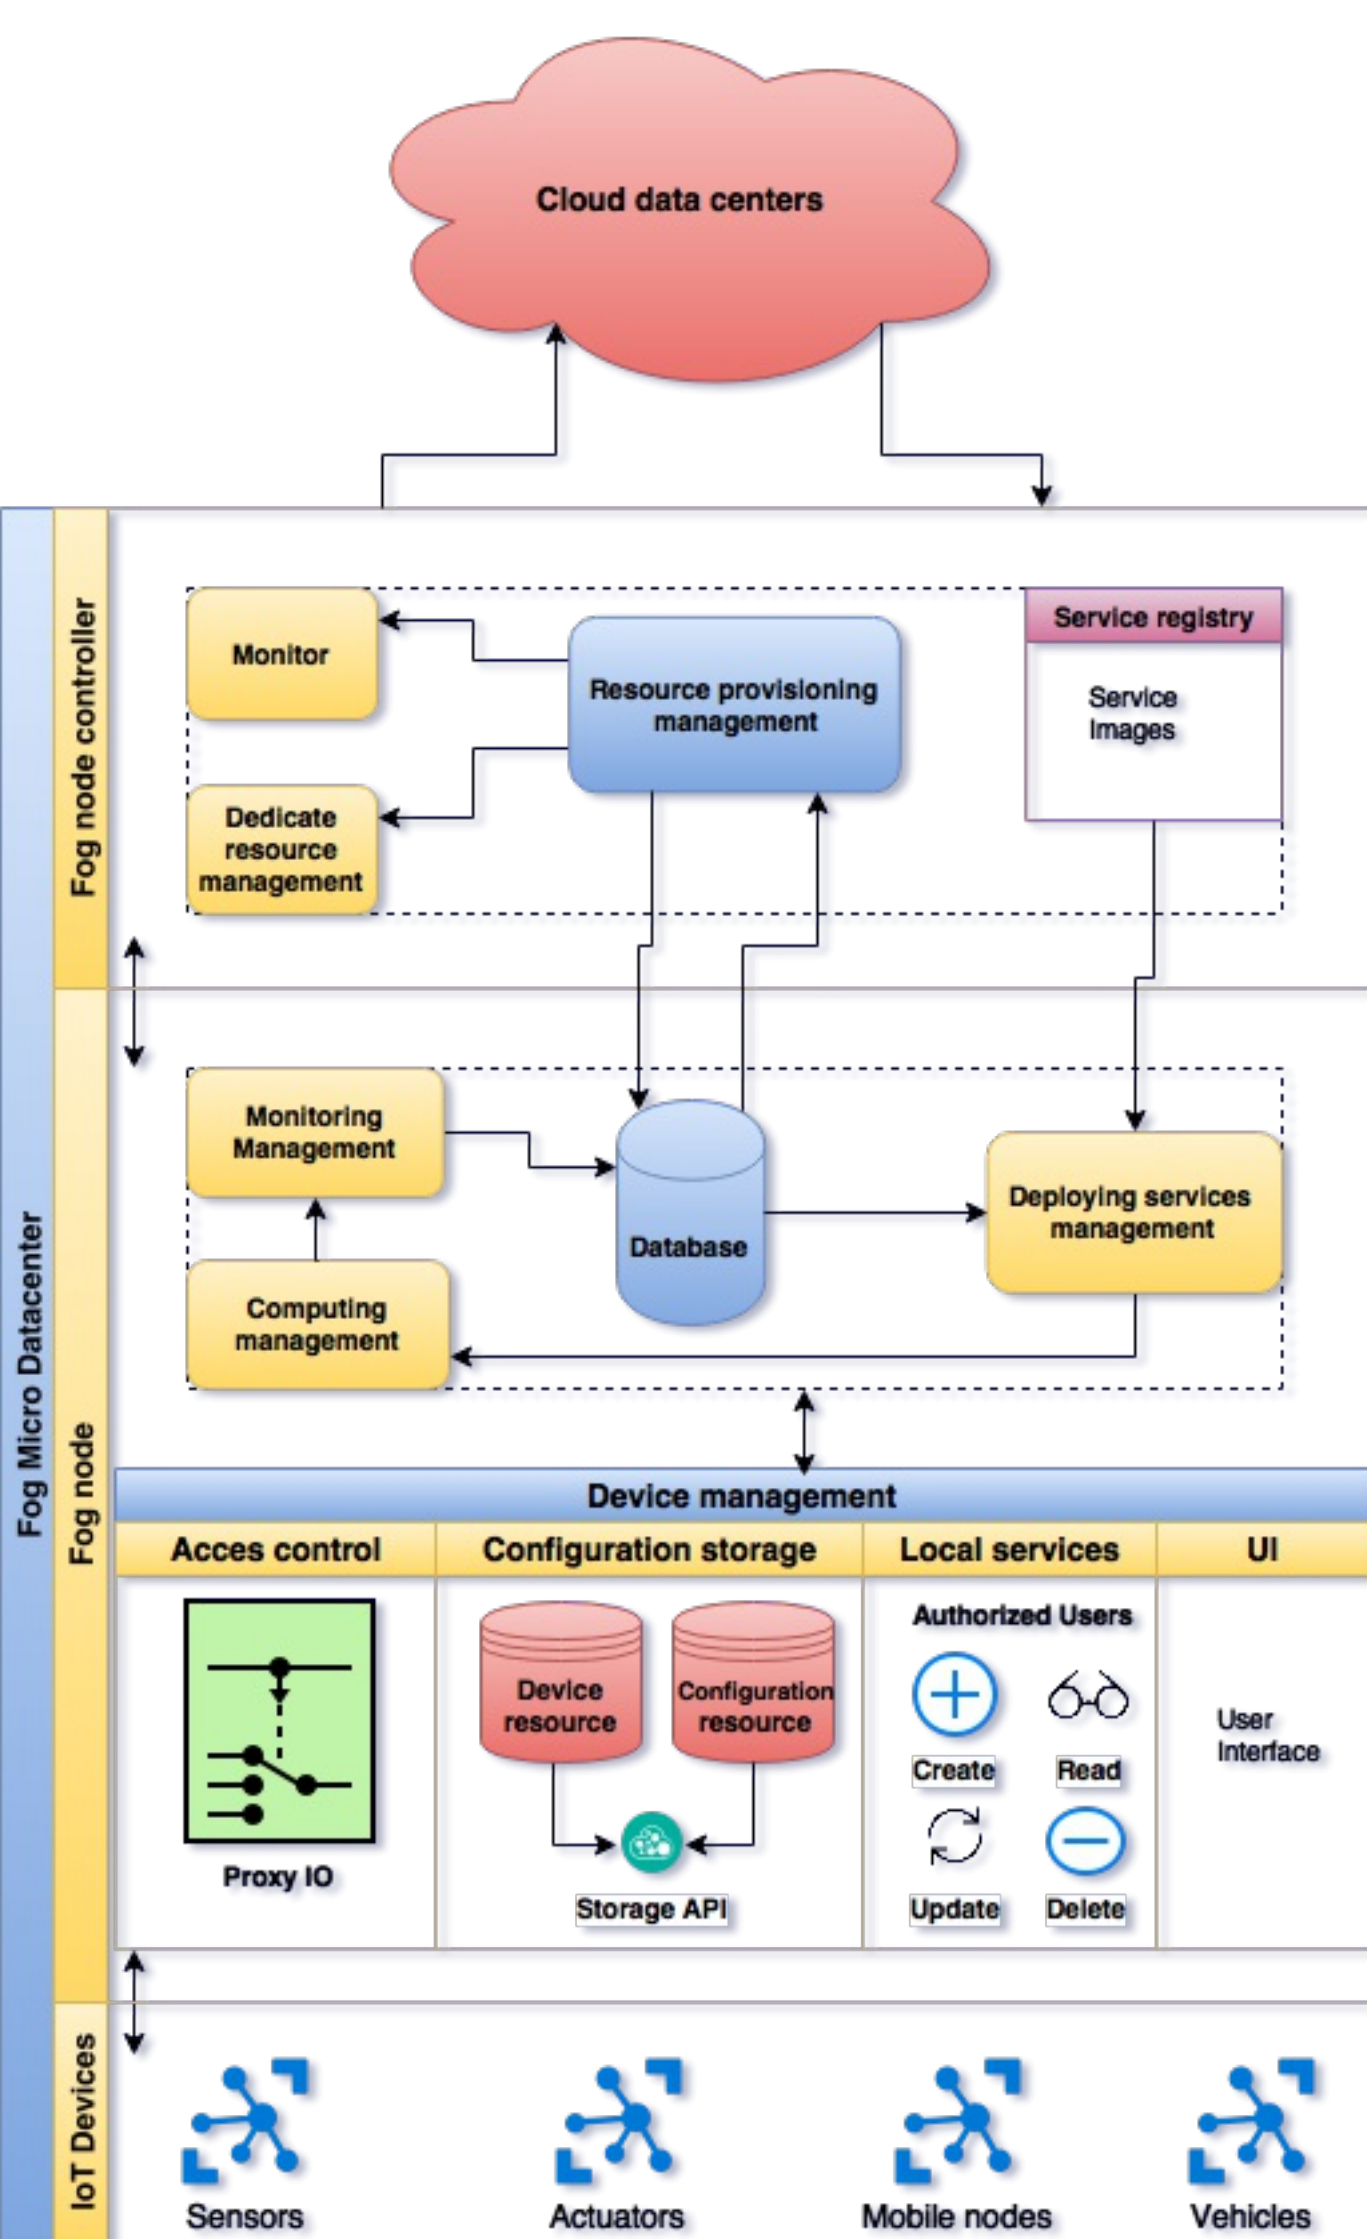 Cloud data centers
Fog Micro Datacenter
Fog node controller
Monitor
Resource provisioning
management
Service registry
Service
Images
Dedicate
resource
management
Fog node
Monitoring
Management
Database
Deploying services
management
Computing
management
Device management
Acces control
Configuration storage
Local services
UI
Proxy IO
Device
resource
Configuration
resource
Storage API
Authorized Users
Create
Read
Update
Delete
User
Interface
IoT Devices
Sensors
Actuators
Mobile nodes
Vehicles